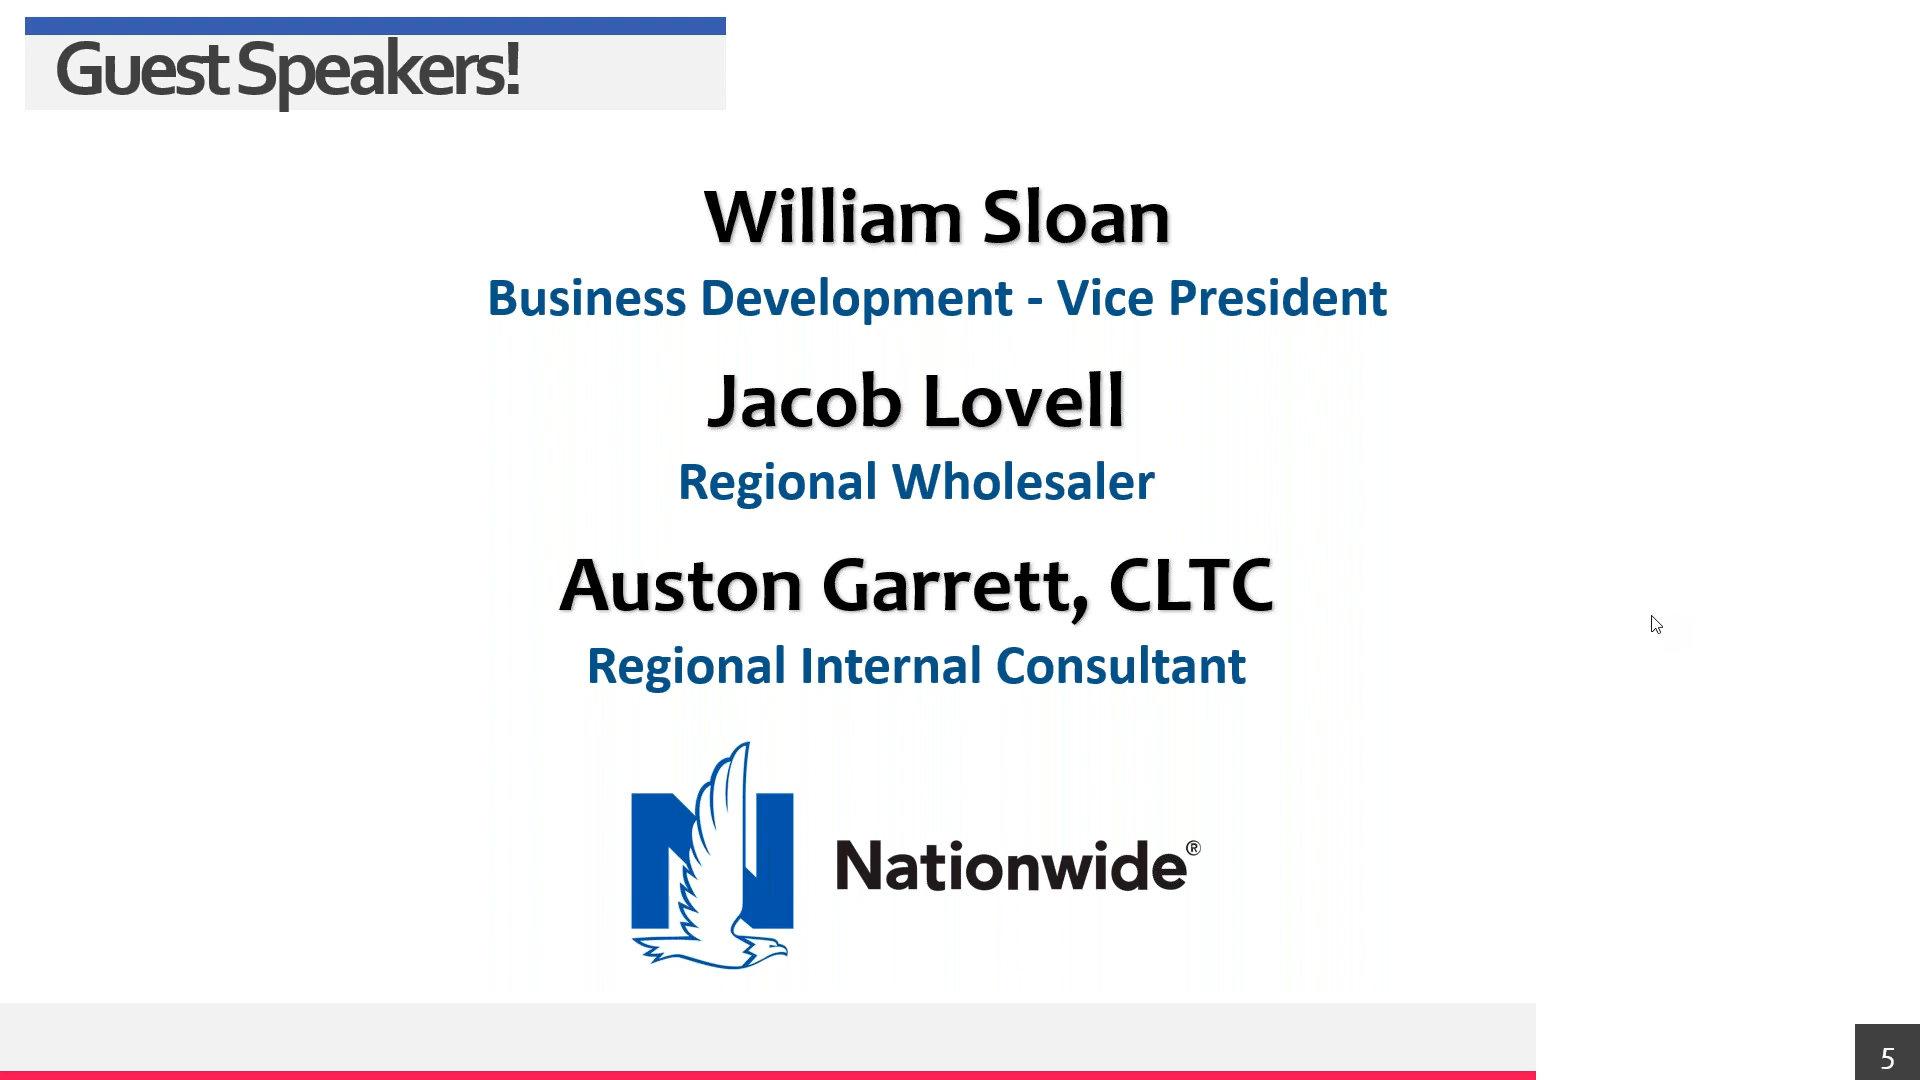 Guest Speakers!
William Sloan
Business Development - Vice President
Jacob Lovell
Regional Wholesaler
Auston Garrett, CLTC
Regional Internal Consultant
N
Nationwide®
5